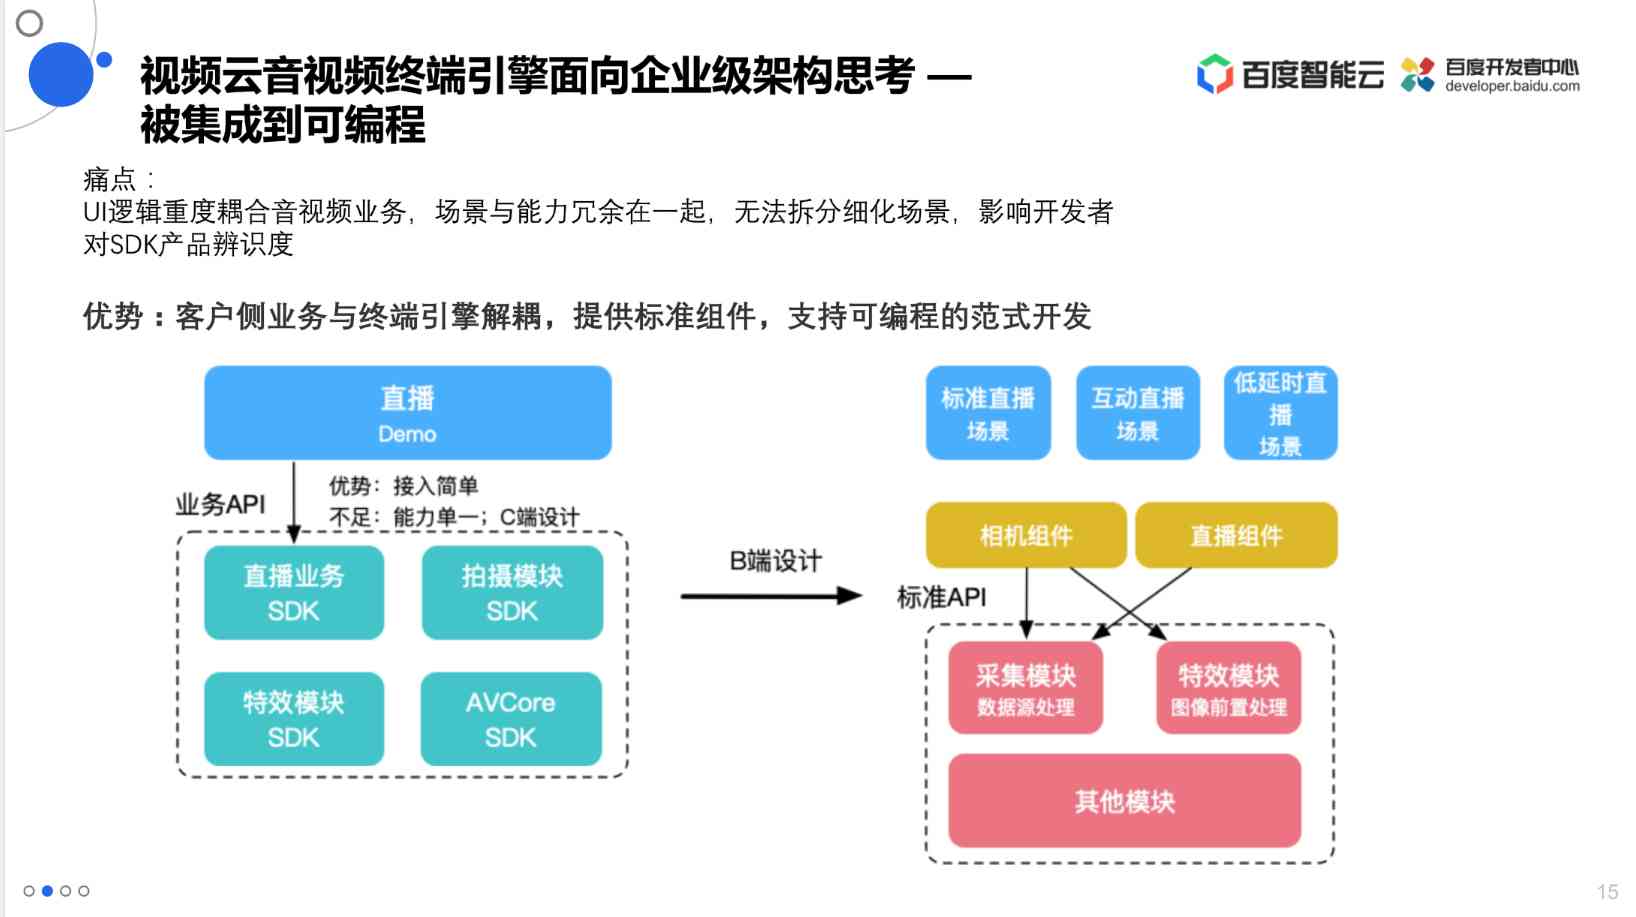 视频云音视频终端引擎面向企业级架构思考 —
被集成到可编程
百度智能云
百度开发者中心
developer.baidu.com
痛点：
UI逻辑重度耦合音视频业务，场景与能力冗余在一起，无法拆分细化场景，影响开发者
对SDK产品辨识度
优势：客户侧业务与终端引擎解耦，提供标准组件，支持可编程的范式开发
直播
Demo
业务API
优势：接入简单
不足：能力单一；C端设计
直播业务
SDK
拍摄模块
SDK
特效模块
SDK
AVCore
SDK
B端设计
标准直播
场景
互动直播
场景
低延时直
播
场景
相机组件
直播组件
标准API
采集模块
数据源处理
特效模块
图像前置处理
其他模块
15